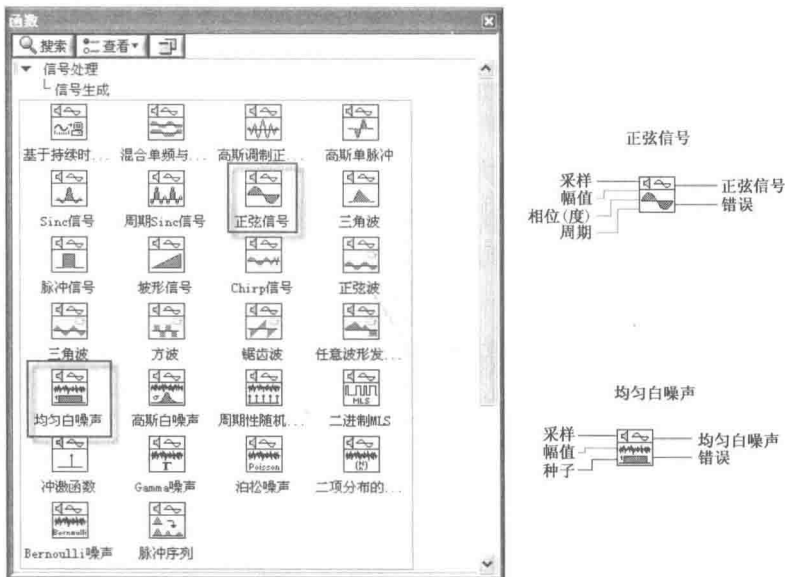 函数
搜索 查看
信号处理
信号生成
基于持续时... 混合单频与... 高斯调制正... 高斯单脉冲
Sinc信号 周期Sinc信号 正弦信号 三角波
脉冲信号 坡形信号 Chirp信号 正弦波
三角波 方波 锯齿波 任意波形发...
MLS
均匀白噪声 高斯白噪声 周期性随机... 二进制MLS
Γ Poisson (N)
冲激函数 Gamma噪声 泊松噪声 二项分布的...
Bernoulli
Bernoulli噪声 脉冲序列
正弦信号
采样
幅值
相位(度)
周期
正弦信号
错误
均匀白噪声
采样
幅值
种子
均匀白噪声
错误